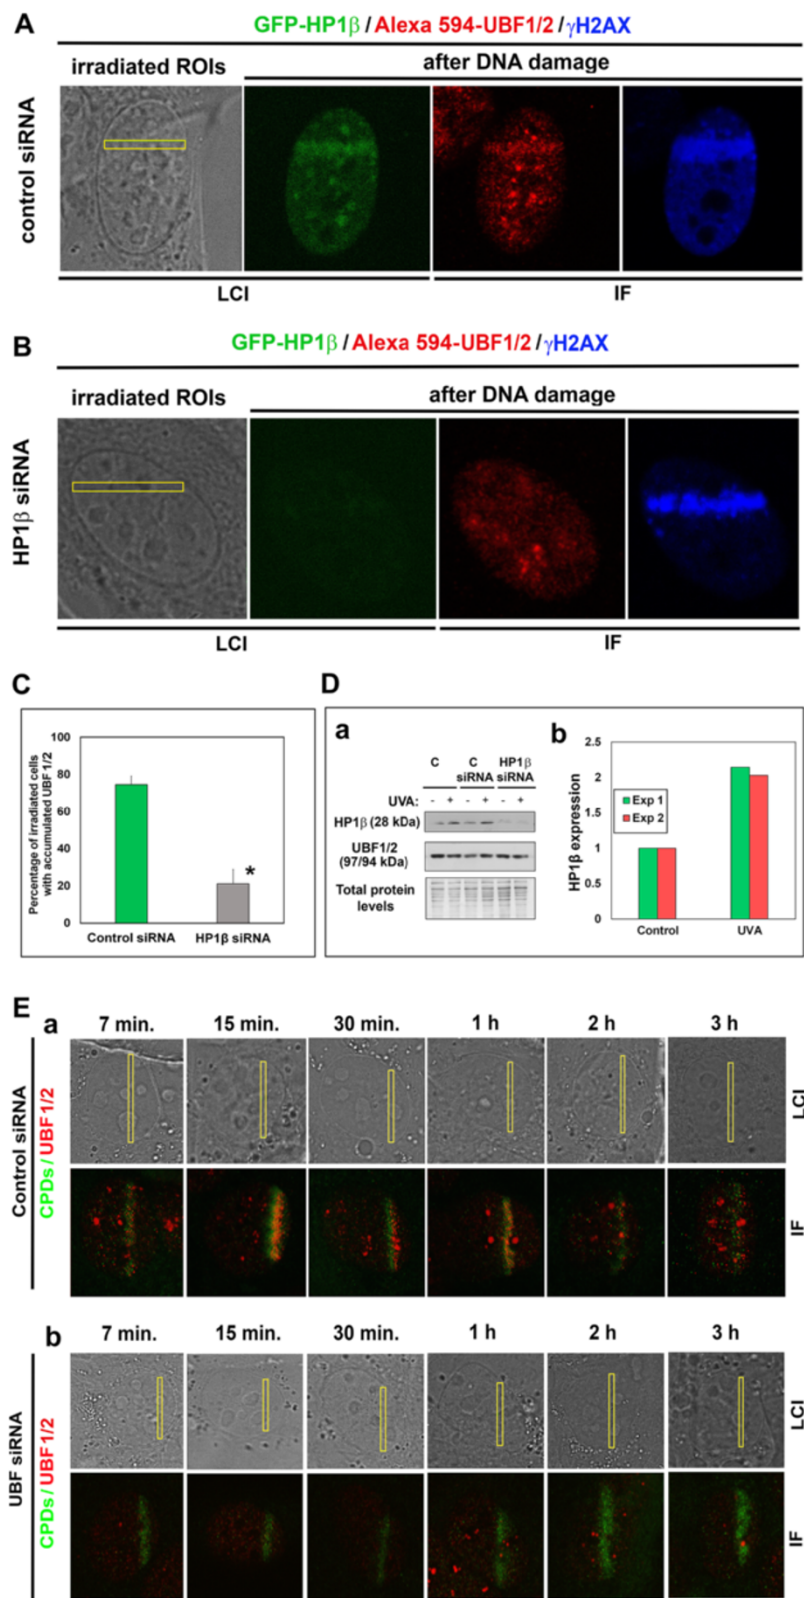 A
GFP-HP1β / Alexa 594-UBF1/2 / γH2AX
irradiated ROIs
after DNA damage
control siRNA
LCI
IF
B
GFP-HP1β / Alexa 594-UBF1/2 / γH2AX
irradiated ROIs
after DNA damage
HP1β siRNA
LCI
IF
C
Percentage of irradiated cells
with accumulated UBF1/2
100
80
60
40
20
0
*
Control siRNA
HP1β siRNA
D
a
C
C
siRNA
HP1β
siRNA
UVA:
- + - + - +
HP1β (28 kDa)
UBF1/2
(97/94 kDa)
Total protein
levels
b
HP1β expression
2.5
2
1.5
1
0.5
0
Exp 1
Exp 2
Control
UVA
E
a
7 min.
15 min.
30 min.
1 h
2 h
3 h
Control siRNA
CPDs / UBF1/2
LCI
IF
b
7 min.
15 min.
30 min.
1 h
2 h
3 h
UBF siRNA
CPDs / UBF1/2
LCI
IF